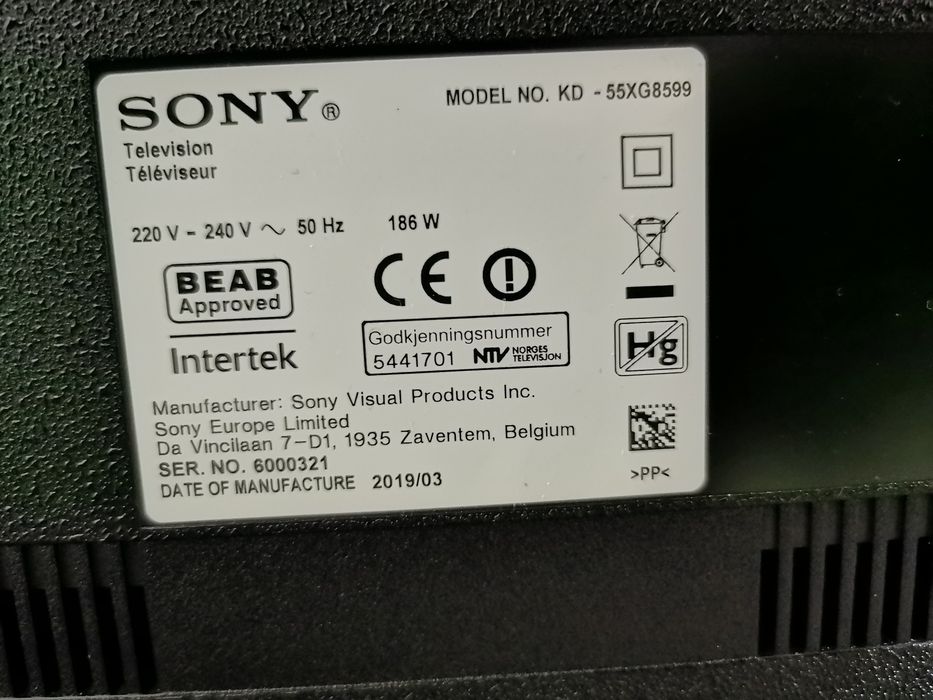 SONY®
MODEL NO. KD - 55XG8599
Television
Téléviseur
220 V - 240 V ~ 50 Hz 186 W
BEAB
Approved
Intertek
CE
Godkjenningsnummer
5441701 NTV NORGES
TELEVISJON
Hg
Manufacturer: Sony Visual Products Inc.
Sony Europe Limited
Da Vincilaan 7-D1, 1935 Zaventem, Belgium
SER. NO. 6000321
DATE OF MANUFACTURE 2019/03
>PP<